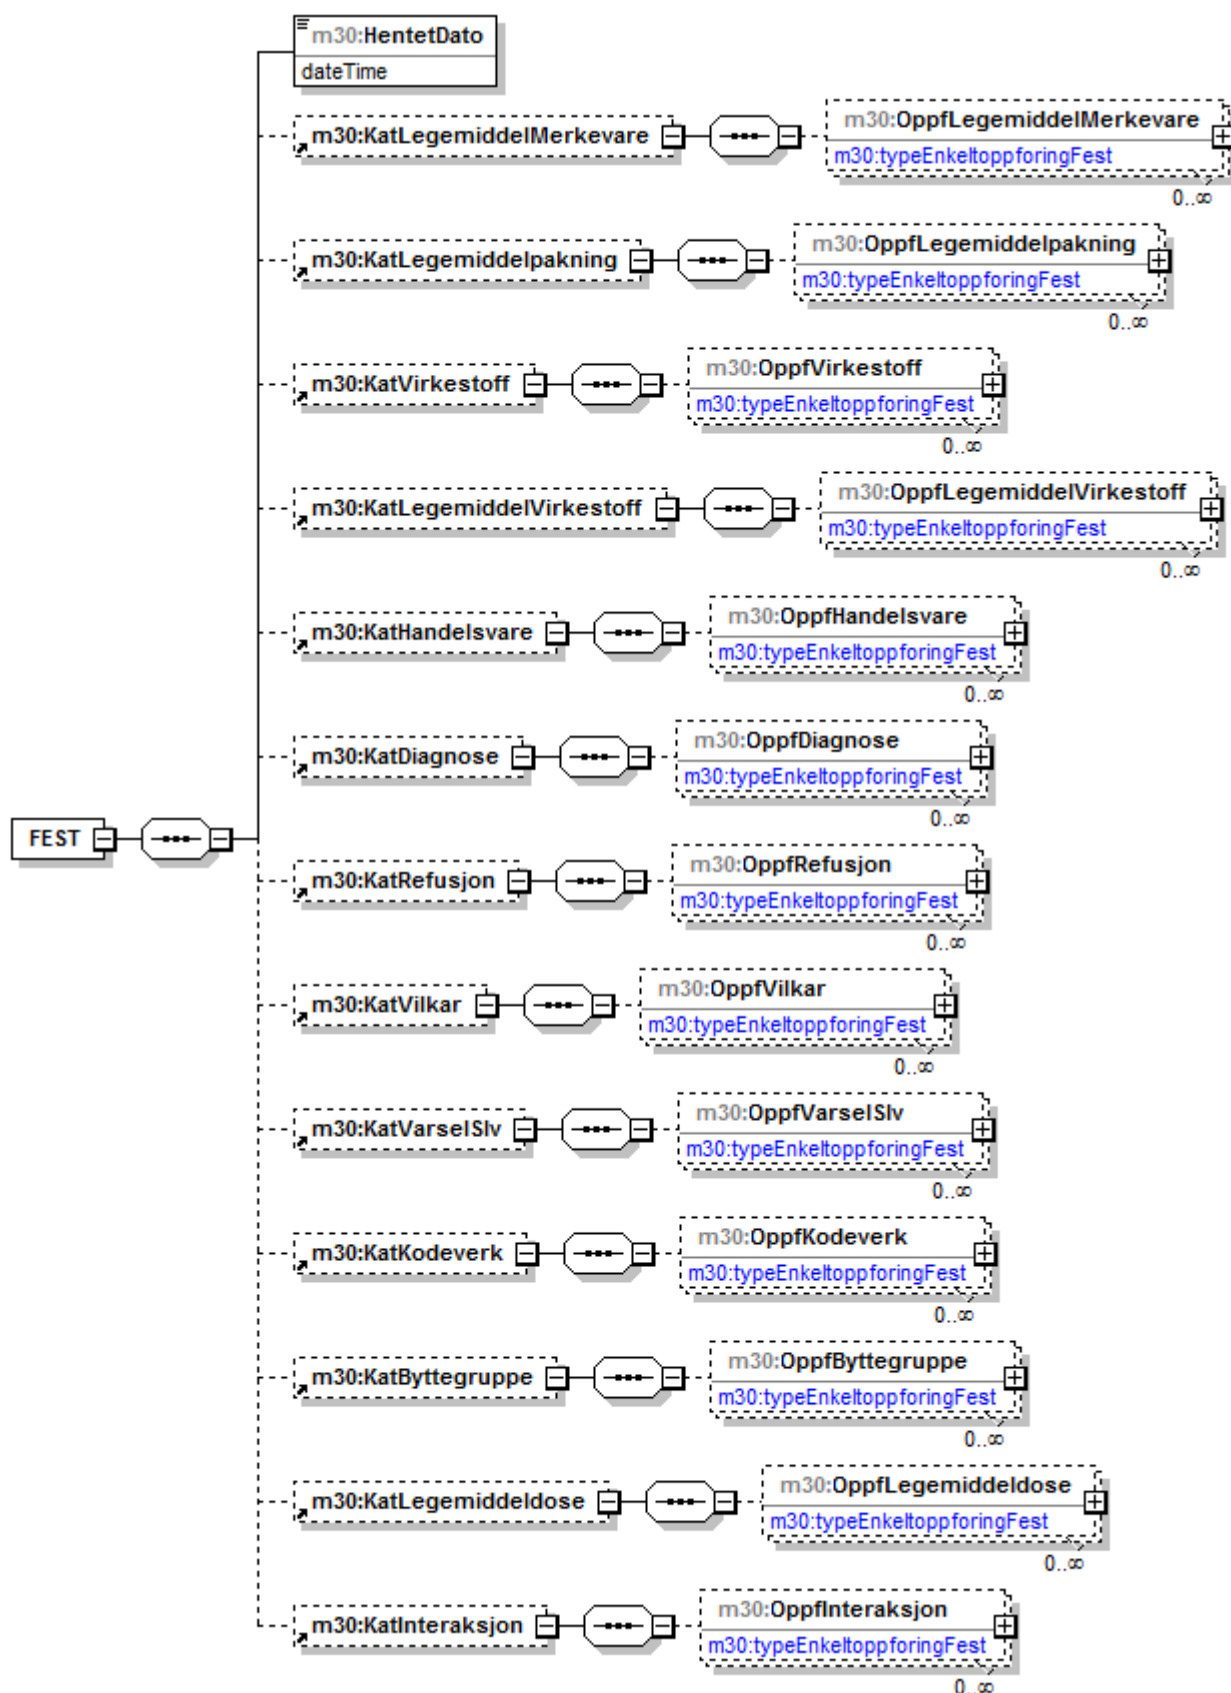 m30:HentetDato
dateTime
m30:KatLegemiddelMerkevare
m30:OppfLegemiddelMerkevare
m30:typeEnkeltoppforingFest
0..∞
m30:KatLegemiddelpakning
m30:OppfLegemiddelpakning
m30:typeEnkeltoppforingFest
0..∞
m30:KatVirkestoff
m30:OppfVirkestoff
m30:typeEnkeltoppforingFest
0..∞
m30:KatLegemiddelVirkestoff
m30:OppfLegemiddelVirkestoff
m30:typeEnkeltoppforingFest
0..∞
m30:KatHandelsvare
m30:OppfHandelsvare
m30:typeEnkeltoppforingFest
0..∞
m30:KatDiagnose
m30:OppfDiagnose
m30:typeEnkeltoppforingFest
0..∞
FEST
m30:KatRefusjon
m30:OppfRefusjon
m30:typeEnkeltoppforingFest
0..∞
m30:KatVilkar
m30:OppfVilkar
m30:typeEnkeltoppforingFest
0..∞
m30:KatVarselSlv
m30:OppfVarselSlv
m30:typeEnkeltoppforingFest
0..∞
m30:KatKodeverk
m30:OppfKodeverk
m30:typeEnkeltoppforingFest
0..∞
m30:KatByttegruppe
m30:OppfByttegruppe
m30:typeEnkeltoppforingFest
0..∞
m30:KatLegemiddeldose
m30:OppfLegemiddeldose
m30:typeEnkeltoppforingFest
0..∞
m30:KatInteraksjon
m30:OppfInteraksjon
m30:typeEnkeltoppforingFest
0..∞